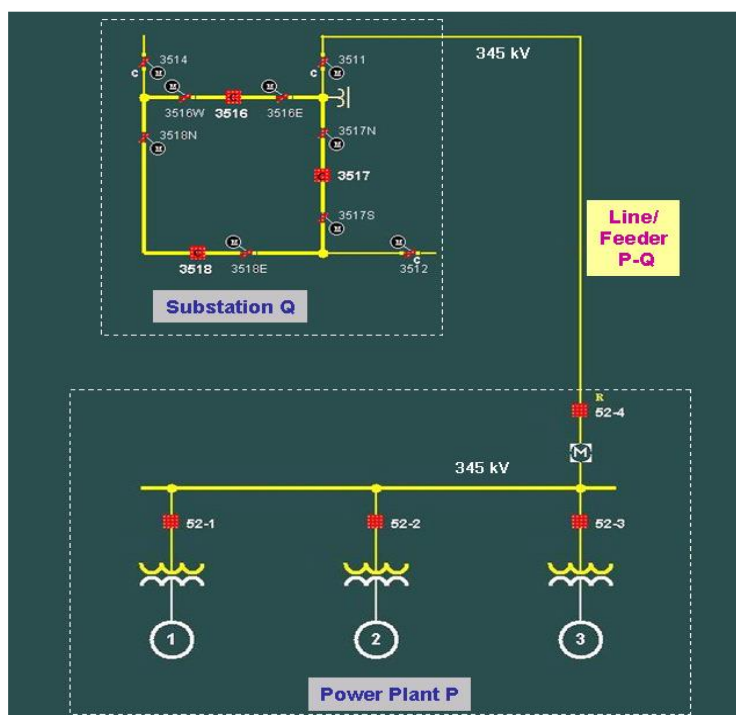 3514
C
M
3511
C
M
345 kV
M
M
3516W
3516
3516E
3518N
M
3517N
M
C
3517
3517S
M
M
M
C
3518
3518E
C
3512
Line/
Feeder
P-Q
Substation Q
R
52-4
M
345 kV
52-1
52-2
52-3
1
2
3
Power Plant P